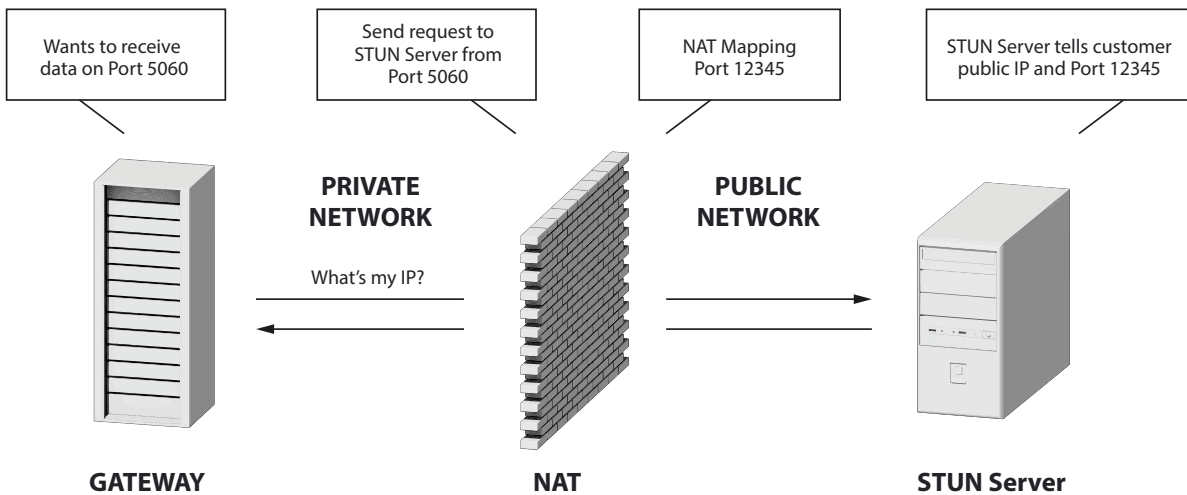 Wants to receive
data on Port 5060
Send request to
STUN Server from
Port 5060
NAT Mapping
Port 12345
STUN Server tells customer
public IP and Port 12345
PRIVATE
NETWORK
PUBLIC
NETWORK
What's my IP?
GATEWAY
NAT
STUN Server